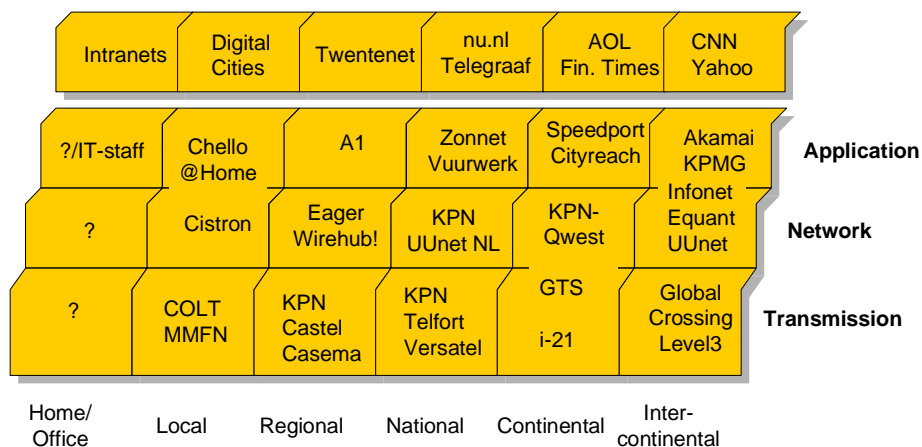 Intranets
Digital
Cities
Twentenet
nu.nl
Telegraaf
AOL
Fin. Times
CNN
Yahoo
?/IT-staff
Chello
@Home
A1
Zonnet
Vuurwerk
Speedport
Cityreach
Akamai
KPMG
Application
?
Cistron
Eager
Wirehub!
KPN
UUnet NL
KPN-
Qwest
Infonet
Equant
UUnet
Network
?
COLT
MMFN
KPN
Castel
Casema
KPN
Telfort
Versatel
GTS
i-21
Global
Crossing
Level3
Transmission
Home/
Office
Local
Regional
National
Continental
Inter-
continental